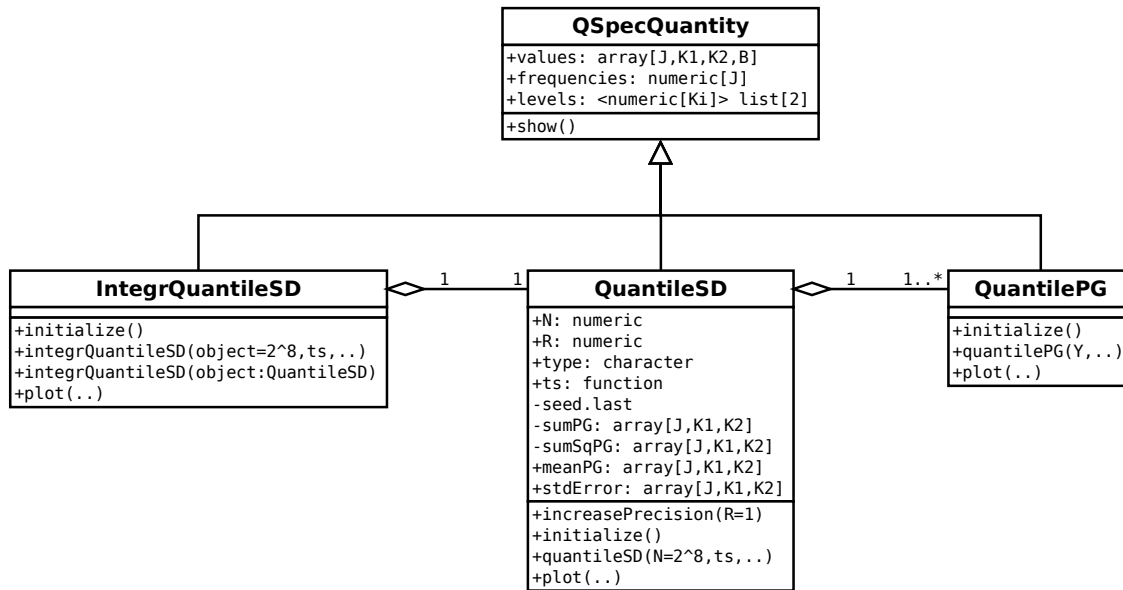 QSpecQuantity
+values: array[J,K1,K2,B]
+frequencies: numeric[J]
+levels: <numeric[Ki]> list[2]
+show()
IntegrQuantileSD
+initialize()
+integrQuantileSD(object=2^8,ts,..)
+integrQuantileSD(object:QuantileSD)
+plot(..)
1
1
QuantileSD
+N: numeric
+R: numeric
+type: character
+ts: function
-seed.last
-sumPG: array[J,K1,K2]
-sumSqPG: array[J,K1,K2]
+meanPG: array[J,K1,K2]
+stdError: array[J,K1,K2]
+increasePrecision(R=1)
+initialize()
+quantileSD(N=2^8,ts,..)
+plot(..)
1
1..*
QuantilePG
+initialize()
+quantilePG(Y,..)
+plot(..)